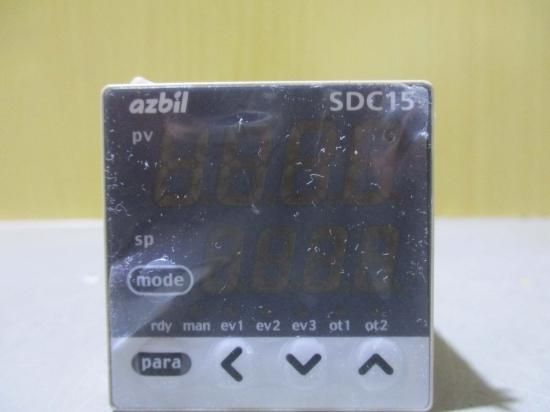 azbil SDC15
pv
sp
mode
rdy man ev1 ev2 ev3 ot1 ot2
para